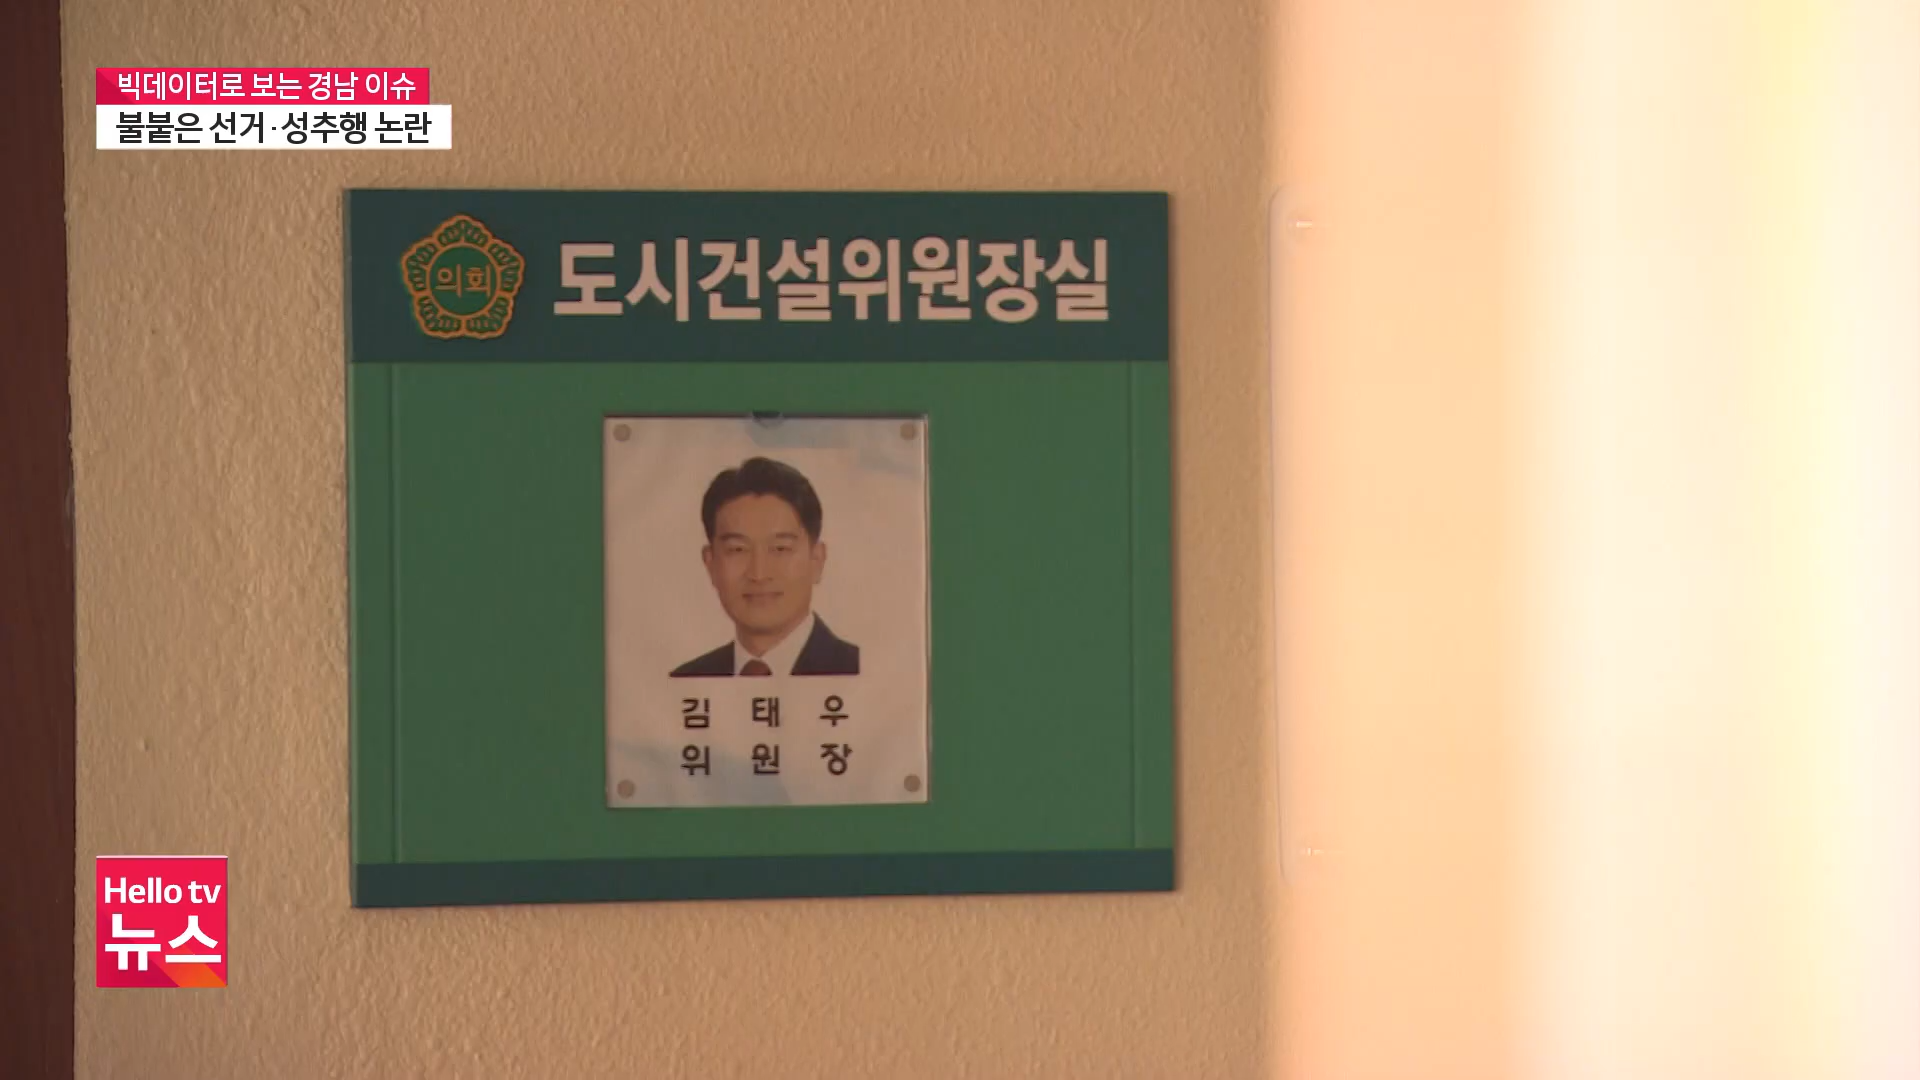 빅데이터로 보는 경남 이슈
불붙은 선거·성추행 논란
의회
도시건설위원장실
김 태 우
위 원 장
Hello tv
뉴스